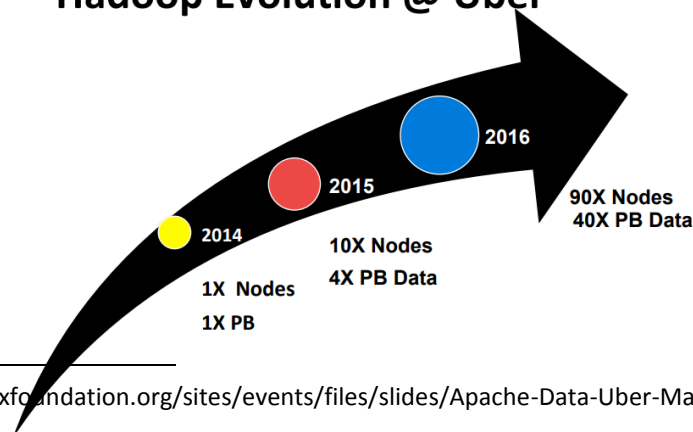 Hadoop Evolution @ Uber
2016
2015
90X Nodes
40X PB Data
2014
10X Nodes
4X PB Data
1X Nodes
1X PB
xfoundation.org/sites/events/files/slides/Apache-Data-Uber-Ma